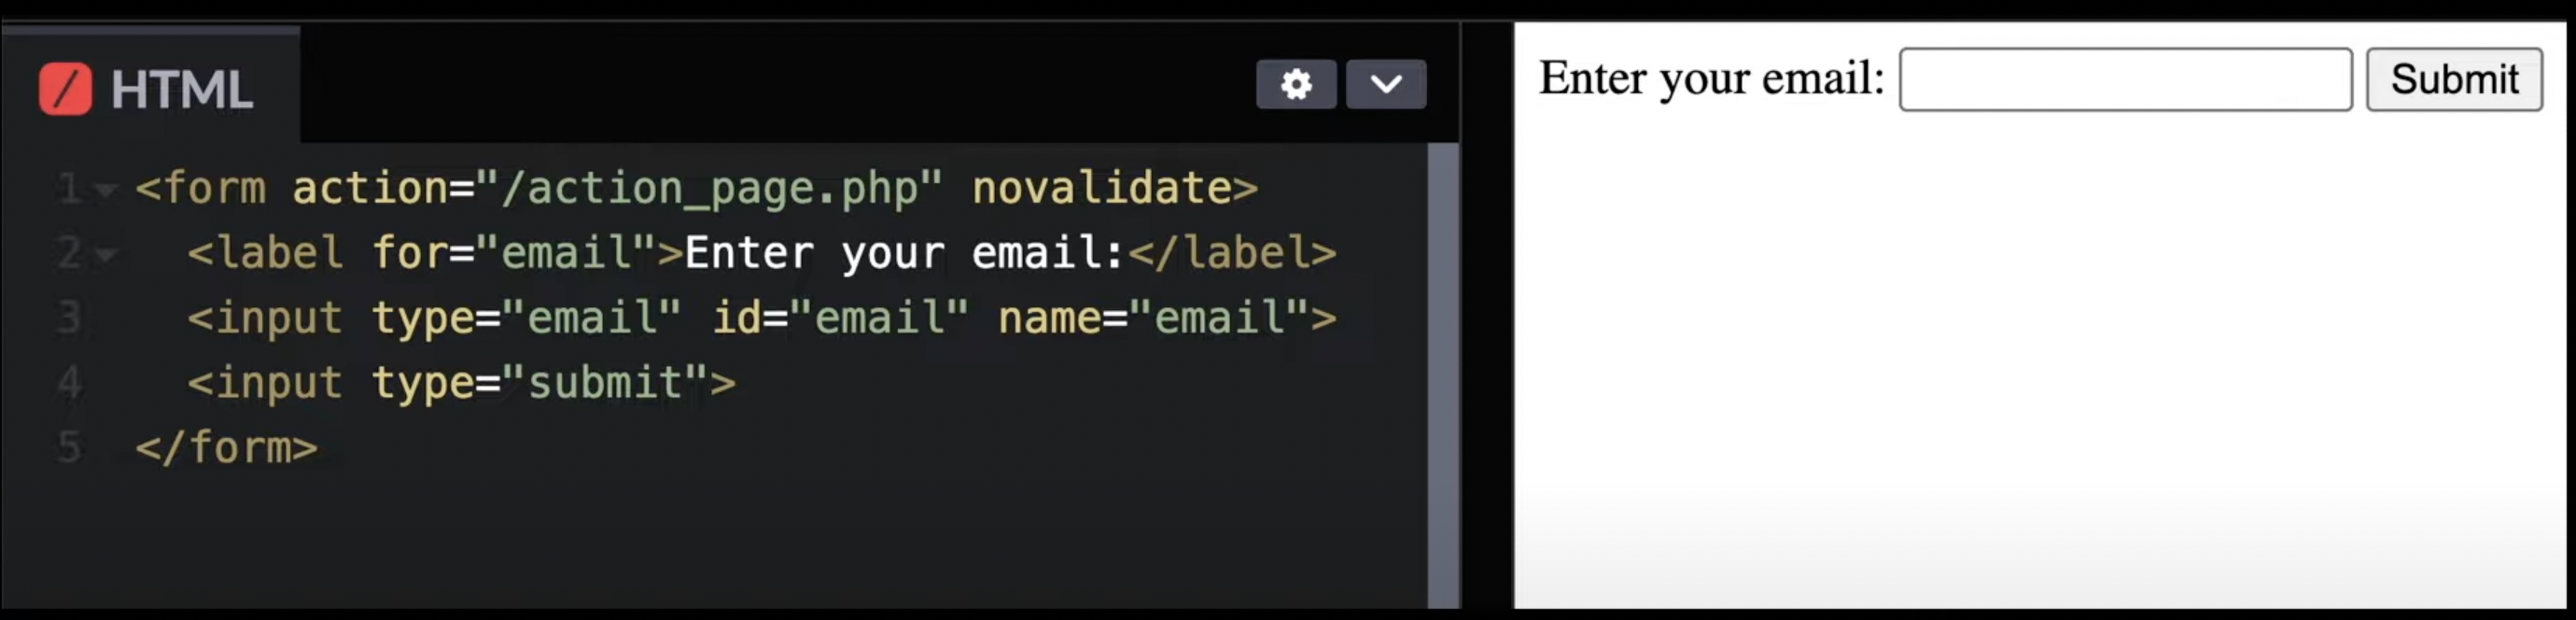 HTML
1 <form action="/action_page.php" novalidate>
2   <label for="email">Enter your email:</label>
3   <input type="email" id="email" name="email">
4   <input type="submit">
5 </form>
Enter your email: Submit